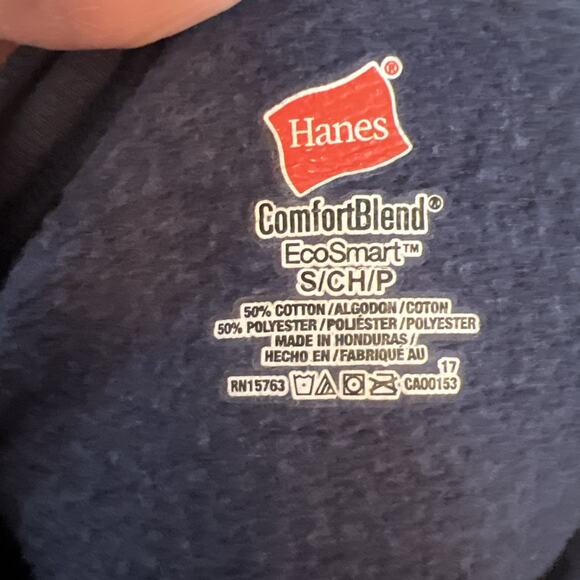 Hanes®
ComfortBlend®
EcoSmart™
S/CH/P
50% COTTON/ALGODON/COTON
50% POLYESTER/POLIÉSTER/POLYESTER
MADE IN HONDURAS/
HECHO EN/FABRIQUÉ AU
17
RN15763 CA00153